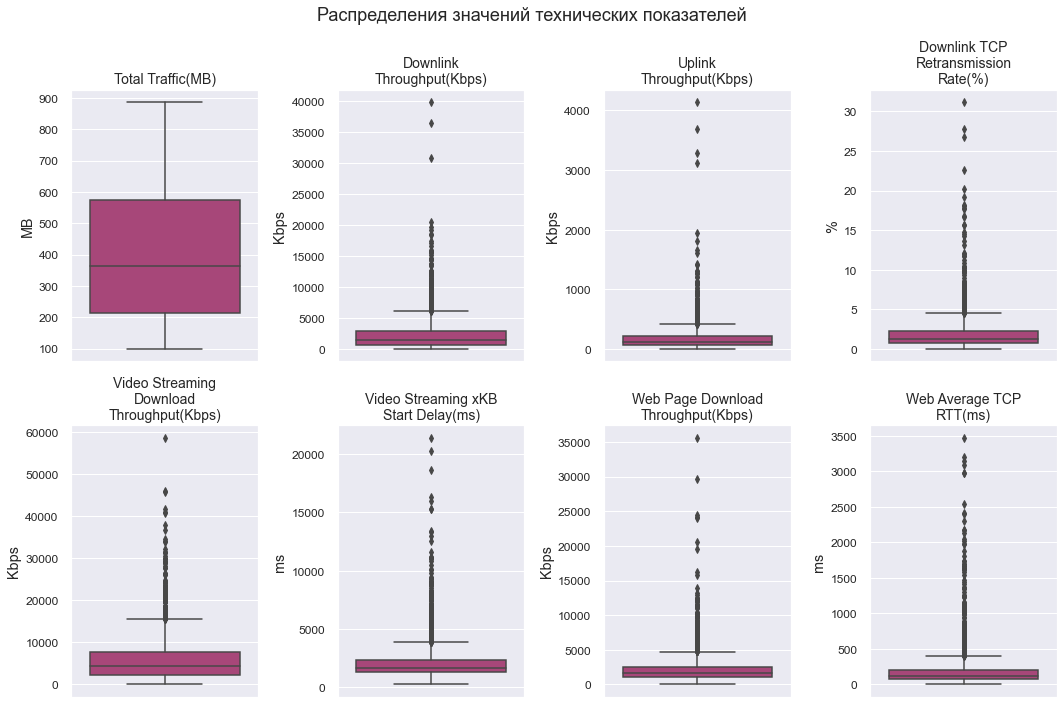 Распределения значений технических показателей
Total Traffic(MB)
MB
900
800
700
600
500
400
300
200
100
Downlink
Throughput(Kbps)
Kbps
40000
35000
30000
25000
20000
15000
10000
5000
0
Uplink
Throughput(Kbps)
Kbps
4000
3000
2000
1000
0
Downlink TCP
Retransmission
Rate(%)
%
30
25
20
15
10
5
0
Video Streaming
Download
Throughput(Kbps)
Kbps
60000
50000
40000
30000
20000
10000
0
Video Streaming xKB
Start Delay(ms)
ms
20000
15000
10000
5000
0
Web Page Download
Throughput(Kbps)
Kbps
35000
30000
25000
20000
15000
10000
5000
0
Web Average TCP
RTT(ms)
ms
3500
3000
2500
2000
1500
1000
500
0